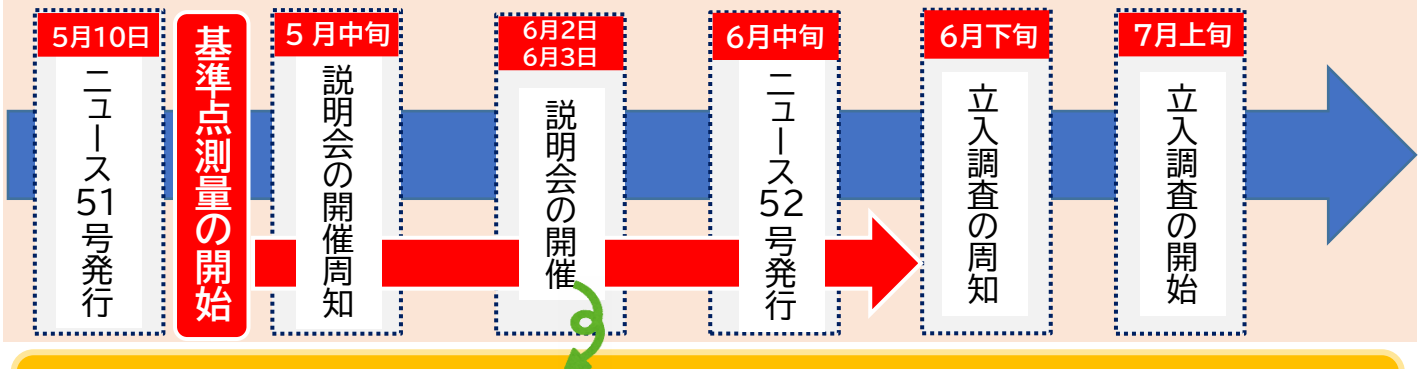 5月10日
ニュース51号発行
基準点測量の開始
5月中旬
説明会の開催周知
6月2日
6月3日
説明会の開催
6月中旬
ニュース52号発行
6月下旬
立入調査の周知
7月上旬
立入調査の開始